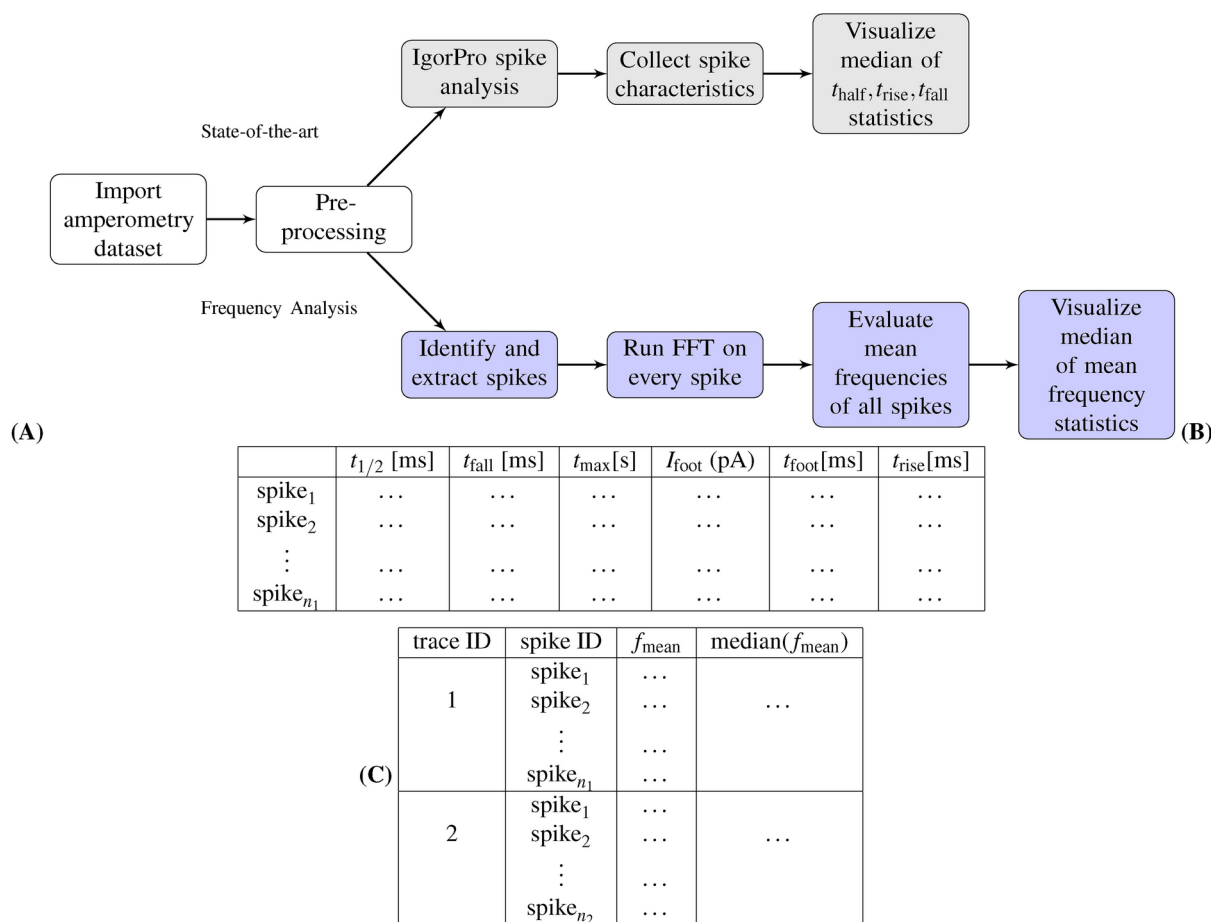 IgorPro spike
analysis
Collect spike
characteristics
Visualize
median of
t_half, t_rise, t_fall
statistics
State-of-the-art
Import
amperometry
dataset
Pre-
processing
Frequency Analysis
Identify and
extract spikes
Run FFT on
every spike
Evaluate
mean
frequencies
of all spikes
Visualize
median
of mean
frequency
statistics
(A)
(B)
t_1/2 [ms] t_fall [ms] t_max[s] I_foot (pA) t_foot[ms] t_rise[ms]
spike_1 … … … … … …
spike_2 … … … … … …
⋮ … … … … … …
spike_n_1 … … … … … …
(C)
trace ID spike ID f_mean median(f_mean)
spike_1 …
1 spike_2 … …
⋮ …
spike_n_1 …
spike_1 …
2 spike_2 … …
⋮ …
spike_n_2 …